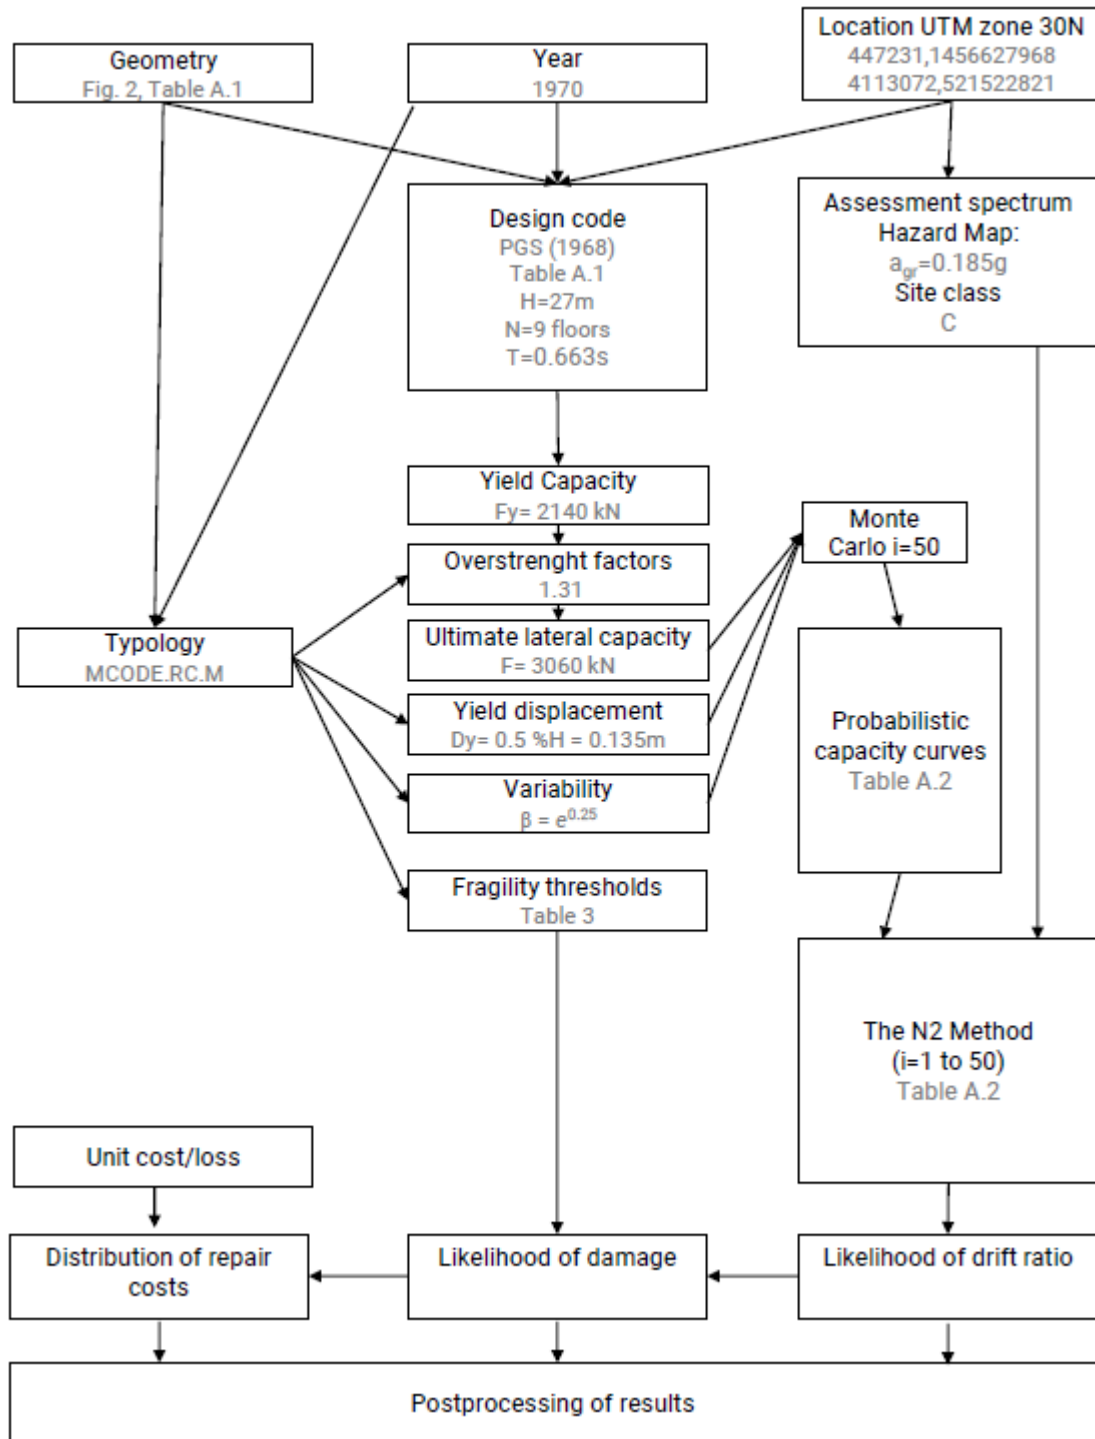 Geometry
Fig. 2, Table A.1
Year
1970
Location UTM zone 30N
447231,1456627968
4113072,521522821
Design code
PGS (1968)
Table A.1
H=27m
N=9 floors
T=0.663s
Assessment spectrum
Hazard Map:
agr=0.185g
Site class
C
Yield Capacity
Fy= 2140 kN
Overstrenght factors
1.31
Monte
Carlo i=50
Typology
MCODE.RC.M
Ultimate lateral capacity
F= 3060 kN
Yield displacement
Dy= 0.5 %H = 0.135m
Variability
β = e^0.25
Probabilistic
capacity curves
Table A.2
Fragility thresholds
Table 3
The N2 Method
(i=1 to 50)
Table A.2
Unit cost/loss
Distribution of repair
costs
Likelihood of damage
Likelihood of drift ratio
Postprocessing of results